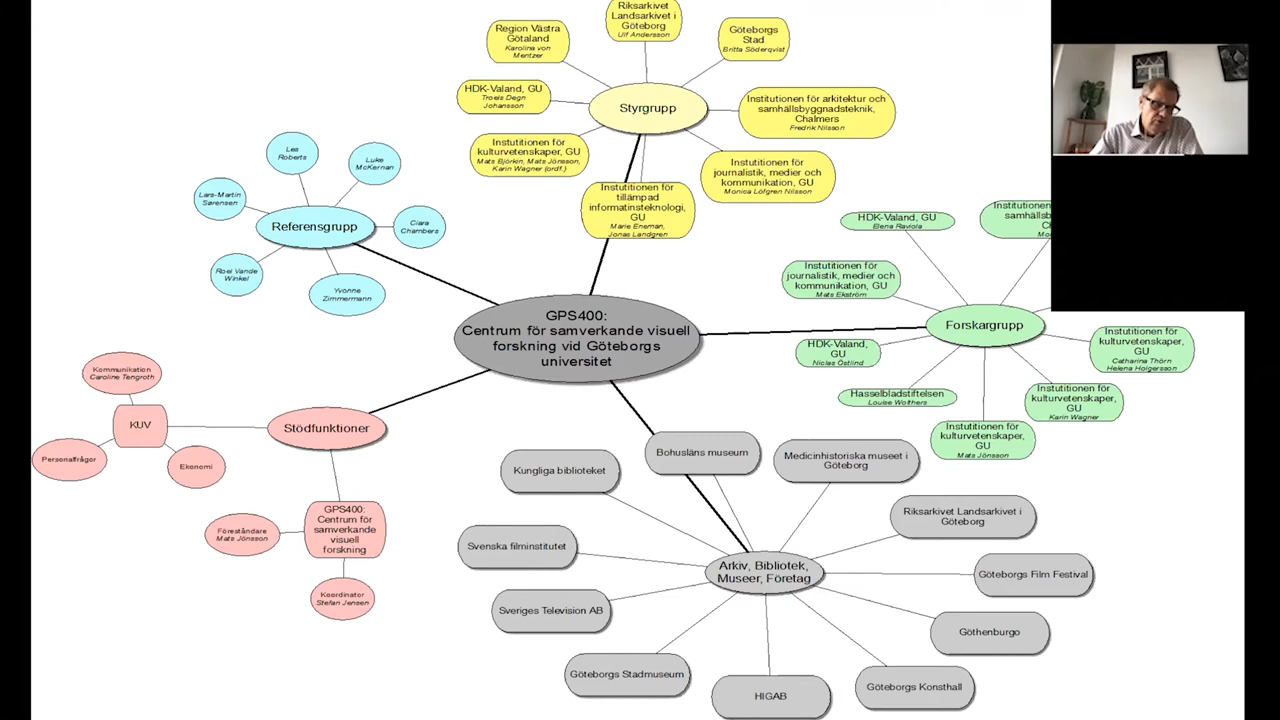 Riksarkivet
Landsarkivet i
Göteborg
Ulf Andersson
Region Västra
Götaland
Karolina von
Mentzer
Göteborgs
Stad
Britta Söderqvist
HDK-Valand, GU
Troels Degn
Johansson
Styrgrupp
Institutionen för arkitektur och
samhällsbyggnadsteknik,
Chalmers
Fredrik Nilsson
Instutitionen för
kulturvetenskaper, GU
Mats Björkin, Mats Jönsson,
Karin Wagner (ordf.)
Instutitionen för
journalistik, medier och
kommunikation, GU
Monica Löfgren Nilsson
Instutitionen för
tillämpad
informatinsteknologi,
GU
Marie Eneman,
Jonas Landgren
Les
Roberts
Luke
McKernan
Lars-Martin
Sørensen
Referensgrupp
Ciara
Chambers
Roel Vande
Winkel
Yvonne
Zimmermann
GPS400:
Centrum för samverkande visuell
forskning vid Göteborgs
universitet
HDK-Valand, GU
Elena Raviola
Institutionen
samhällsb
Instutitionen för
journalistik, medier och
kommunikation, GU
Mats Ekström
Forskargrupp
HDK-Valand,
GU
Niclas Östlind
Instutitionen för
kulturvetenskaper,
GU
Catharina Thörn
Helena Holgersson
Hasselbladstiftelsen
Louise Wolthers
Instutitionen för
kulturvetenskaper,
GU
Karin Wagner
Instutitionen för
kulturvetenskaper,
GU
Mats Jönsson
Kommunikation
Caroline Tengroth
KUV
Stödfunktioner
Personalfrågor
Ekonomi
GPS400:
Centrum för
samverkande
visuell
forskning
Föreståndare
Mats Jönsson
Koordinator
Stefan Jensen
Bohusläns museum
Kungliga biblioteket
Medicinhistoriska museet i
Göteborg
Riksarkivet Landsarkivet i
Göteborg
Svenska filminstitutet
Arkiv, Bibliotek,
Museer, Företag
Göteborgs Film Festival
Sveriges Television AB
Göthenburgo
Göteborgs Stadmuseum
HIGAB
Göteborgs Konsthall